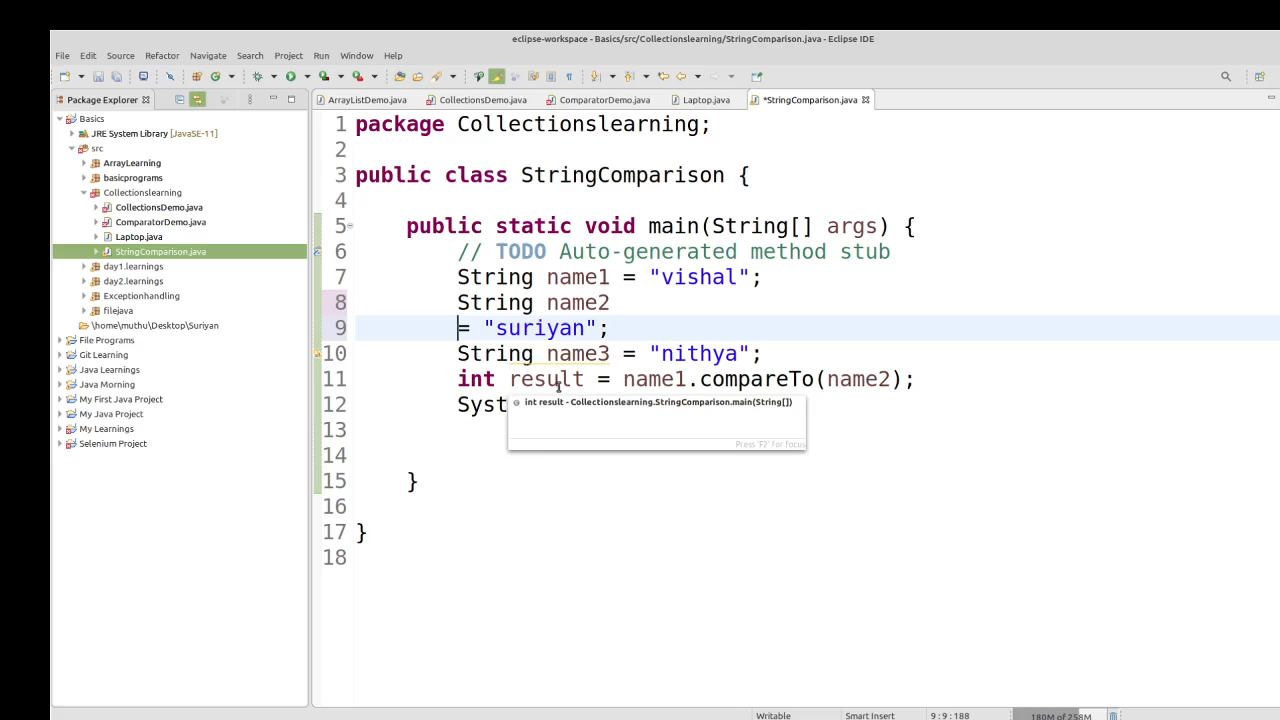 eclipse-workspace - Basics/src/Collectionslearning/StringComparison.java - Eclipse IDE
File Edit Source Refactor Navigate Search Project Run Window Help
Package Explorer
ArrayListDemo.java CollectionsDemo.java ComparatorDemo.java Laptop.java *StringComparison.java
Basics
JRE System Library [JavaSE-11]
src
ArrayLearning
basicprograms
Collectionslearning
CollectionsDemo.java
ComparatorDemo.java
Laptop.java
StringComparison.java
day1.learnings
day2.learnings
Exceptionhandling
filejava
\home\muthu\Desktop\Suriyan
File Programs
Git Learning
Java Learnings
Java Morning
My First Java Project
My Java Project
My Learnings
Selenium Project
1 package Collectionslearning;
2
3 public class StringComparison {
4
5 public static void main(String[] args) {
6 // TODO Auto-generated method stub
7 String name1 = "vishal";
8 String name2
9 = "suriyan";
10 String name3 = "nithya";
11 int result = name1.compareTo(name2);
12 Syst
int result - Collectionslearning.StringComparison.main(String[])
Press 'F2' for focus
13
14
15 }
16
17 }
18
Writable Smart Insert 9:9:188 180M of 258M